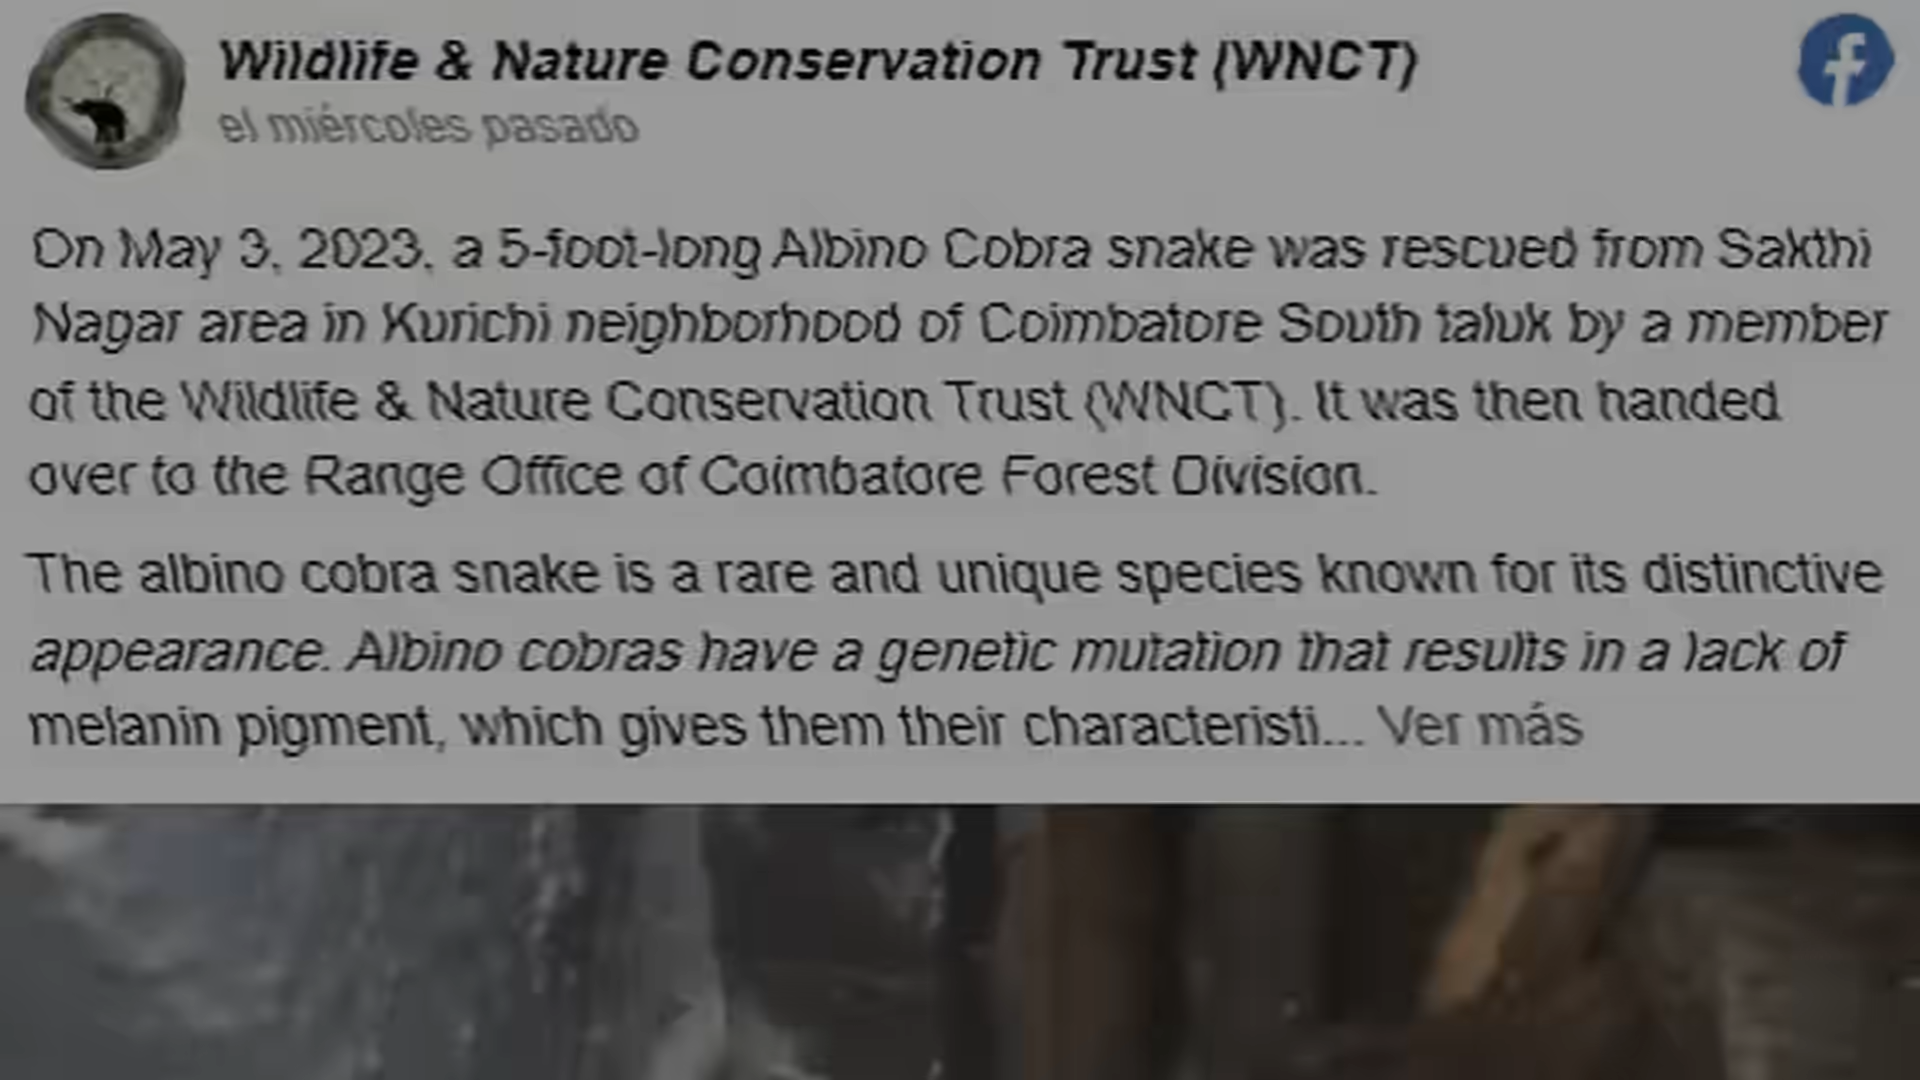 Wildlife & Nature Conservation Trust (WNCT)
el miércoles pasado
On May 3, 2023, a 5-foot-long Albino Cobra snake was rescued from Sakthi
Nagar area in Kurichi neighborhood of Coimbatore South taluk by a member
of the Wildlife & Nature Conservation Trust (WNCT). It was then handed
over to the Range Office of Coimbatore Forest Division.
The albino cobra snake is a rare and unique species known for its distinctive
appearance. Albino cobras have a genetic mutation that results in a lack of
melanin pigment, which gives them their characteristi... Ver más